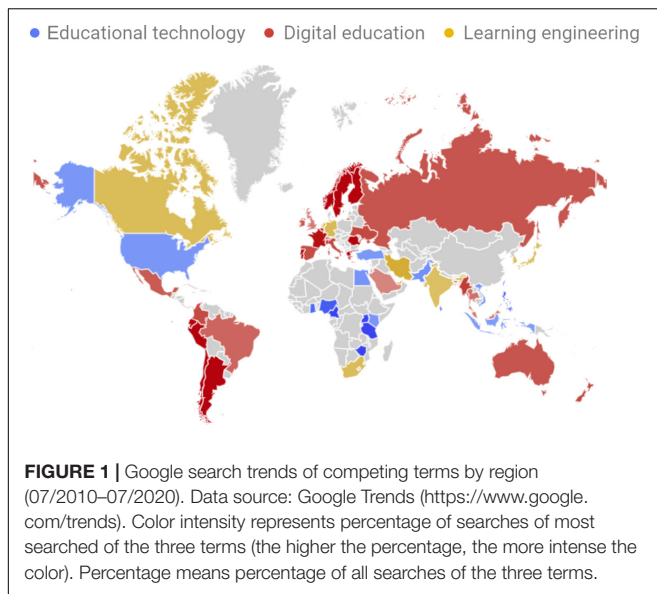 Educational technology Digital education Learning engineering
FIGURE 1 | Google search trends of competing terms by region
(07/2010–07/2020). Data source: Google Trends (https://www.google.
com/trends). Color intensity represents percentage of searches of most
searched of the three terms (the higher the percentage, the more intense the
color). Percentage means percentage of all searches of the three terms.